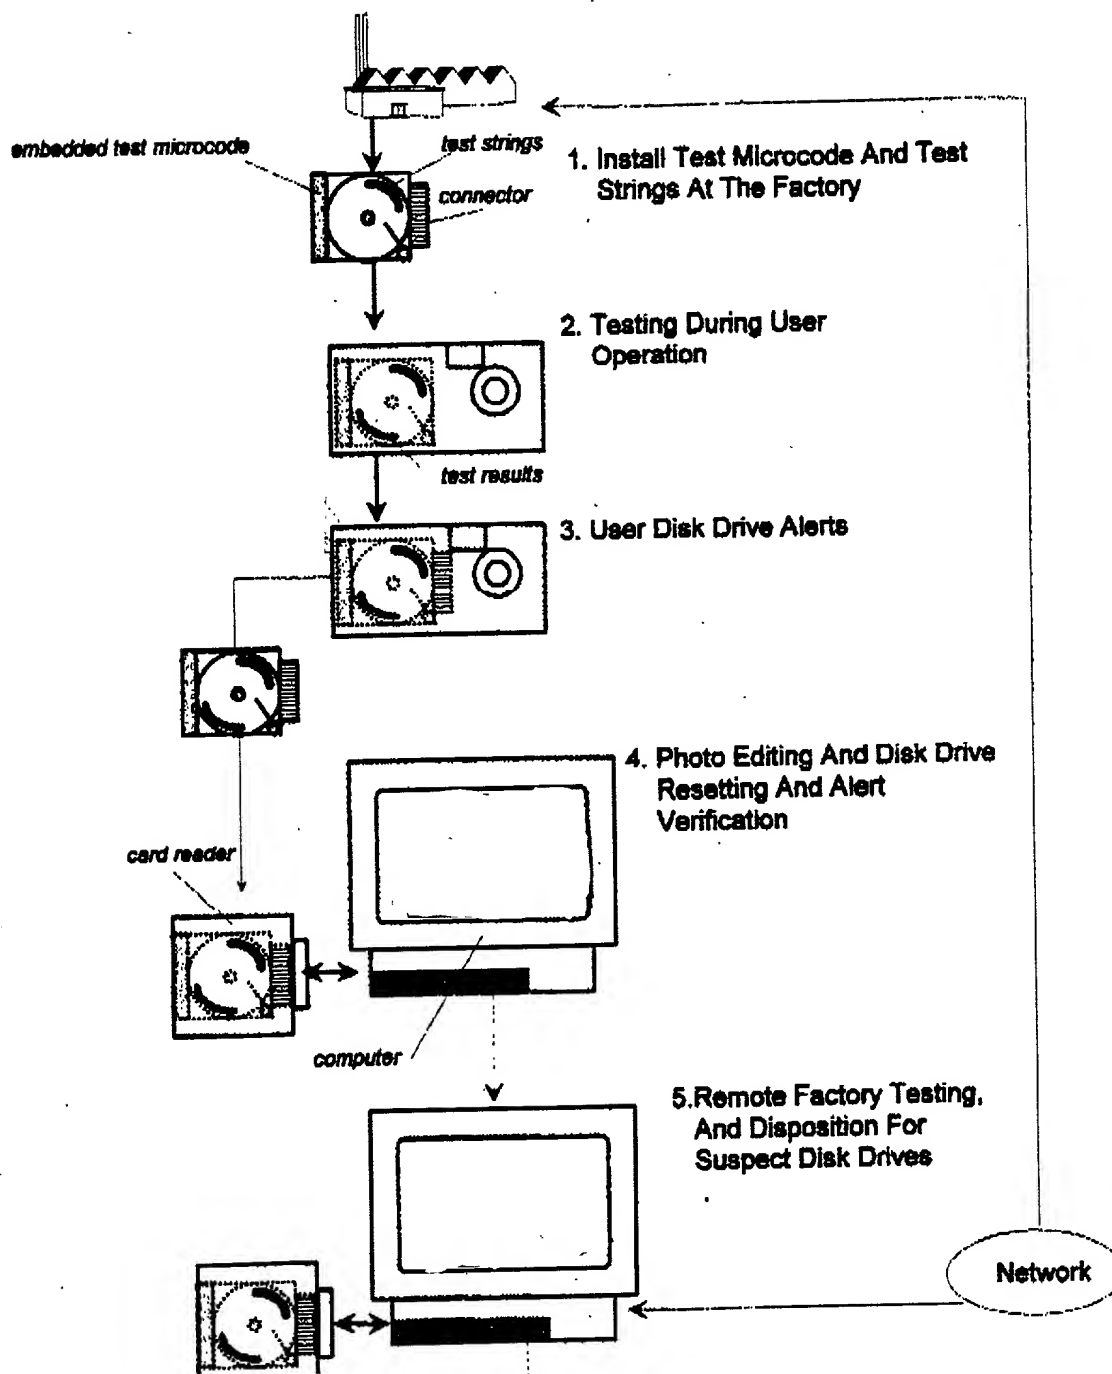 embedded test microcode
test strings
connector
1. Install Test Microcode And Test
Strings At The Factory
2. Testing During User
Operation
test results
3. User Disk Drive Alerts
4. Photo Editing And Disk Drive
Resetting And Alert
Verification
card reader
computer
5.Remote Factory Testing,
And Disposition For
Suspect Disk Drives
Network